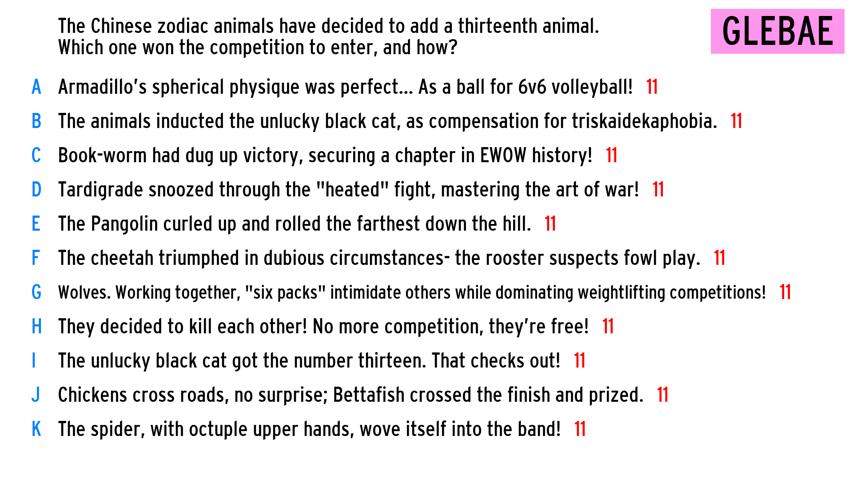 The Chinese zodiac animals have decided to add a thirteenth animal.
Which one won the competition to enter, and how?
GLEBAE
A Armadillo's spherical physique was perfect... As a ball for 6v6 volleyball! 11
B The animals inducted the unlucky black cat, as compensation for triskaidekaphobia. 11
C Book-worm had dug up victory, securing a chapter in EWOW history! 11
D Tardigrade snoozed through the "heated" fight, mastering the art of war! 11
E The Pangolin curled up and rolled the farthest down the hill. 11
F The cheetah triumphed in dubious circumstances- the rooster suspects fowl play. 11
G Wolves. Working together, "six packs" intimidate others while dominating weightlifting competitions! 11
H They decided to kill each other! No more competition, they're free! 11
I The unlucky black cat got the number thirteen. That checks out! 11
J Chickens cross roads, no surprise; Bettafish crossed the finish and prized. 11
K The spider, with octuple upper hands, wove itself into the band! 11